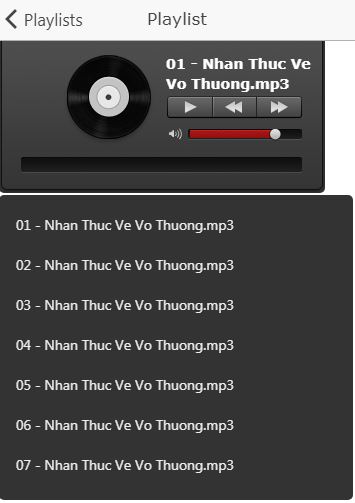 Playlists
Playlist
01 - Nhan Thuc Ve
Vo Thuong.mp3
01 - Nhan Thuc Ve Vo Thuong.mp3
02 - Nhan Thuc Ve Vo Thuong.mp3
03 - Nhan Thuc Ve Vo Thuong.mp3
04 - Nhan Thuc Ve Vo Thuong.mp3
05 - Nhan Thuc Ve Vo Thuong.mp3
06 - Nhan Thuc Ve Vo Thuong.mp3
07 - Nhan Thuc Ve Vo Thuong.mp3